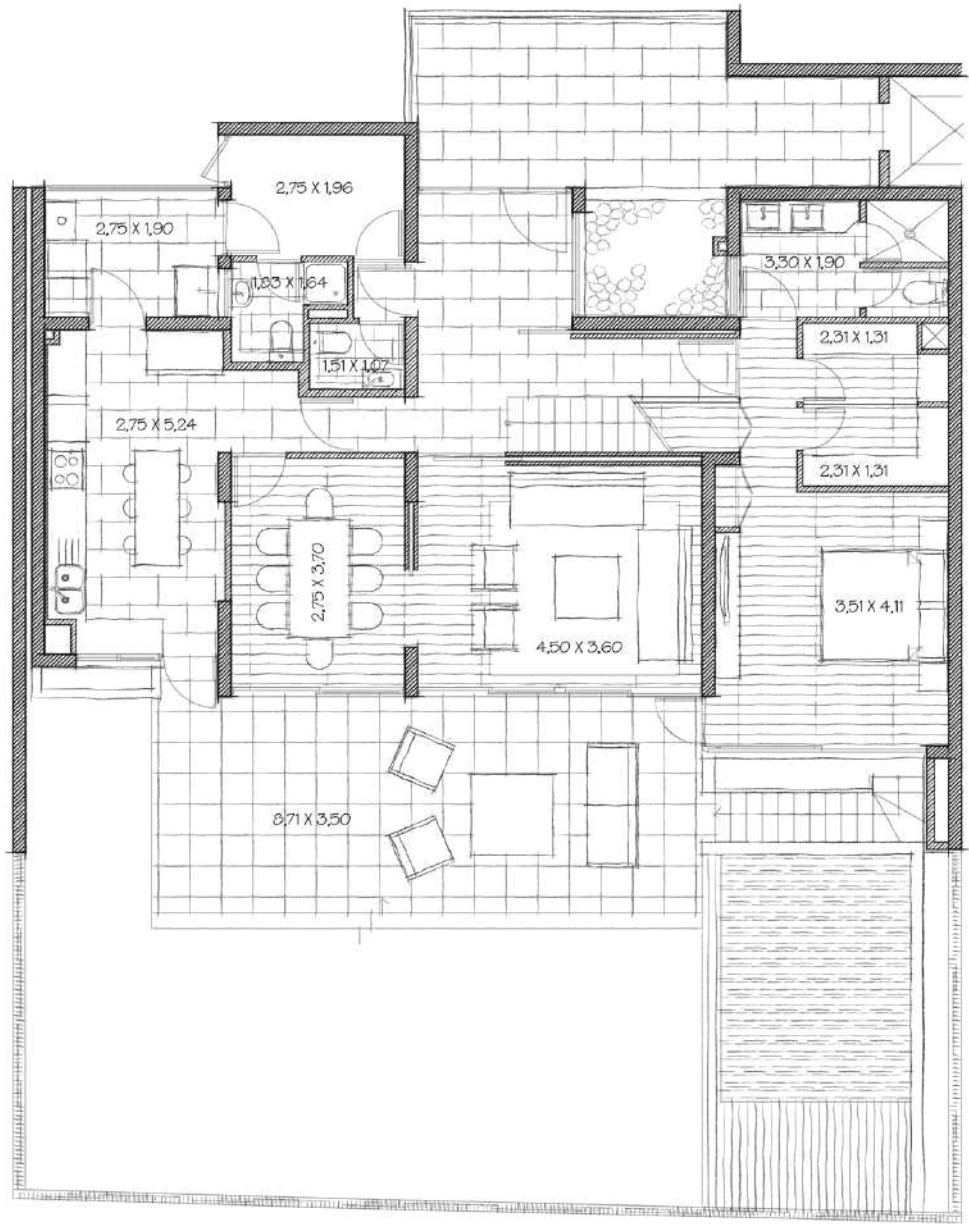 2,75 X 1,96
2,75 X 1,90
3,30 X 1,90
1,83 X 1,64
2,31 X 1,31
1,51 X 1,07
2,75 X 5,24
2,31 X 1,31
2,75 X 3,70
3,51 X 4,11
4,50 X 3,60
8,71 X 3,50